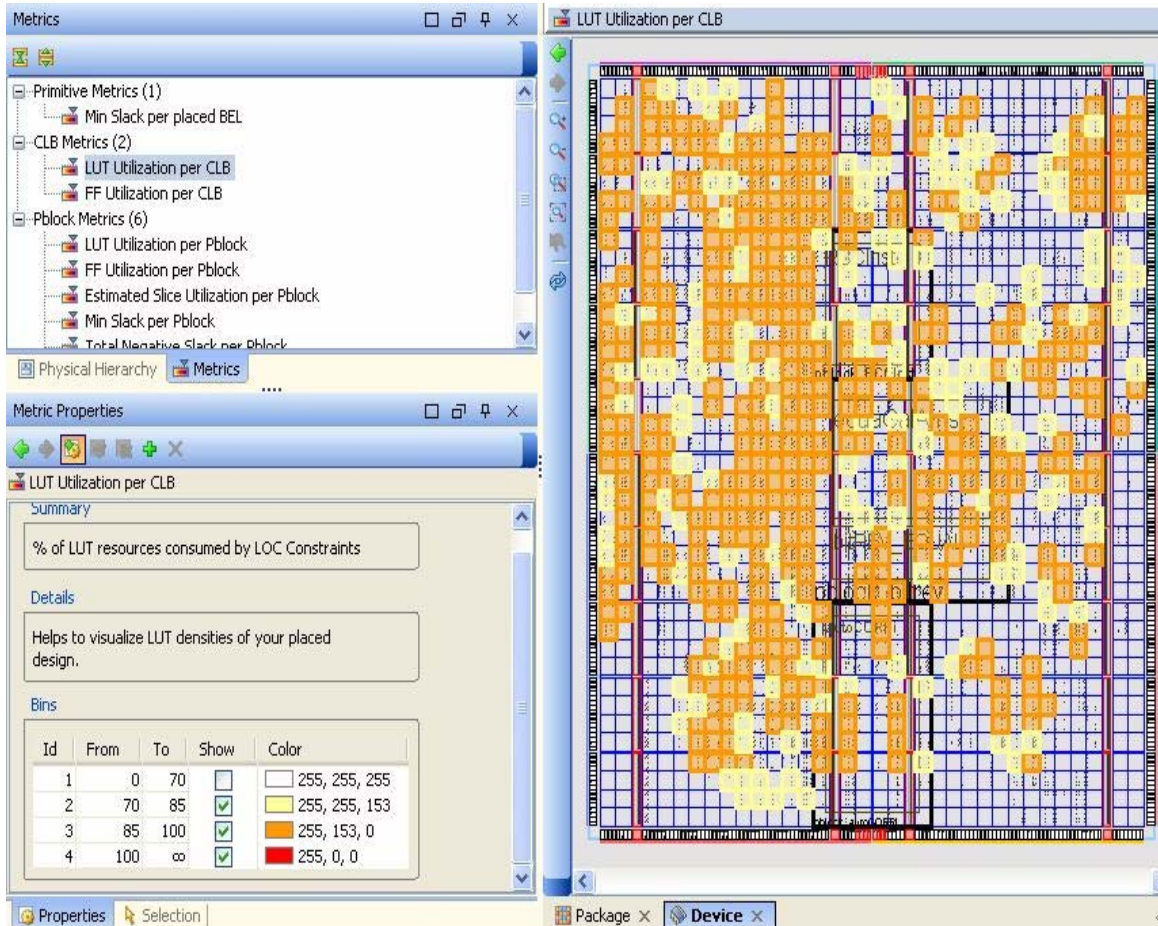 Metrics
Primitive Metrics (1)
Min Slack per placed BEL
CLB Metrics (2)
LUT Utilization per CLB
FF Utilization per CLB
Pblock Metrics (6)
LUT Utilization per Pblock
FF Utilization per Pblock
Estimated Slice Utilization per Pblock
Min Slack per Pblock
Total Negative Slack per Pblock
Physical Hierarchy Metrics
Metric Properties
LUT Utilization per CLB
Summary
% of LUT resources consumed by LOC Constraints
Details
Helps to visualize LUT densities of your placed
design.
Bins
Id From To Show Color
1 0 70 255, 255, 255
2 70 85 255, 255, 153
3 85 100 255, 153, 0
4 100 ∞ 255, 0, 0
Properties Selection
LUT Utilization per CLB
Package Device